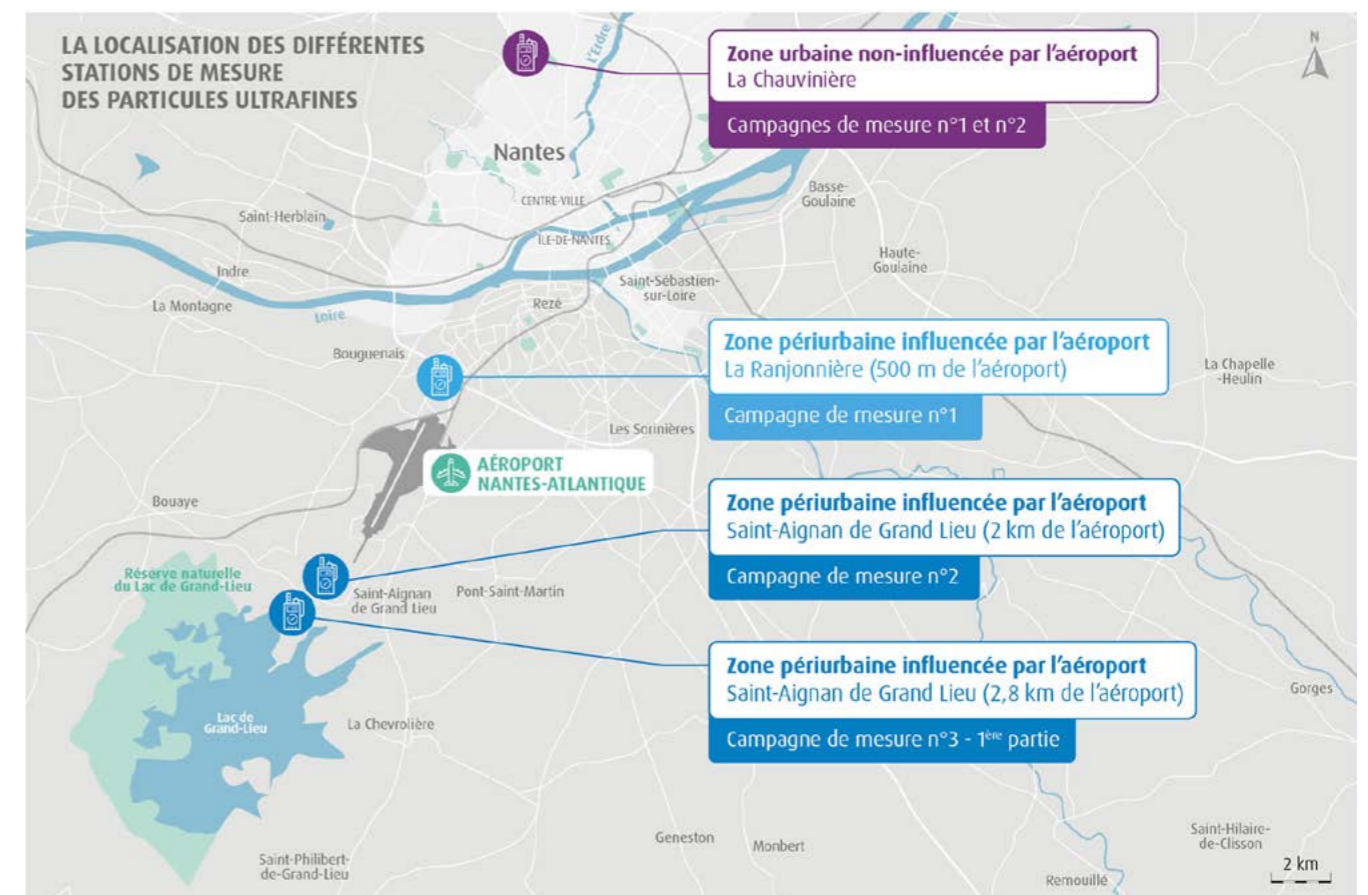 LA LOCALISATION DES DIFFÉRENTES
STATIONS DE MESURE
DES PARTICULES ULTRAFINES
N
L'Erdre
Zone urbaine non-influencée par l'aéroport
La Chauvinière
Campagnes de mesure n°1 et n°2
Nantes
CENTRE-VILLE
Basse-
Goulaine
Saint-Herblain
ÎLE-DE-NANTES
Haute-
Goulaine
Indre
Saint-Sébastien-
sur-Loire
La Montagne
Loire
Rezé
Bouguenais
Zone périurbaine influencée par l'aéroport
La Ranjonnière (500 m de l'aéroport)
Campagne de mesure n°1
La Chapelle
-Heulin
Les Sorinières
AÉROPORT
NANTES-ATLANTIQUE
Bouaye
Zone périurbaine influencée par l'aéroport
Saint-Aignan de Grand Lieu (2 km de l'aéroport)
Campagne de mesure n°2
Réserve naturelle
du Lac de Grand-Lieu
Saint-Aignan
de Grand Lieu
Pont-Saint-Martin
Zone périurbaine influencée par l'aéroport
Saint-Aignan de Grand Lieu (2,8 km de l'aéroport)
Campagne de mesure n°3 - 1ère partie
Gorges
Lac de
Grand-Lieu
La Chevrolière
Geneston
Monbert
Saint-Hilaire-
de-Clisson
Saint-Philibert-
de-Grand-Lieu
Remouillé
2 km